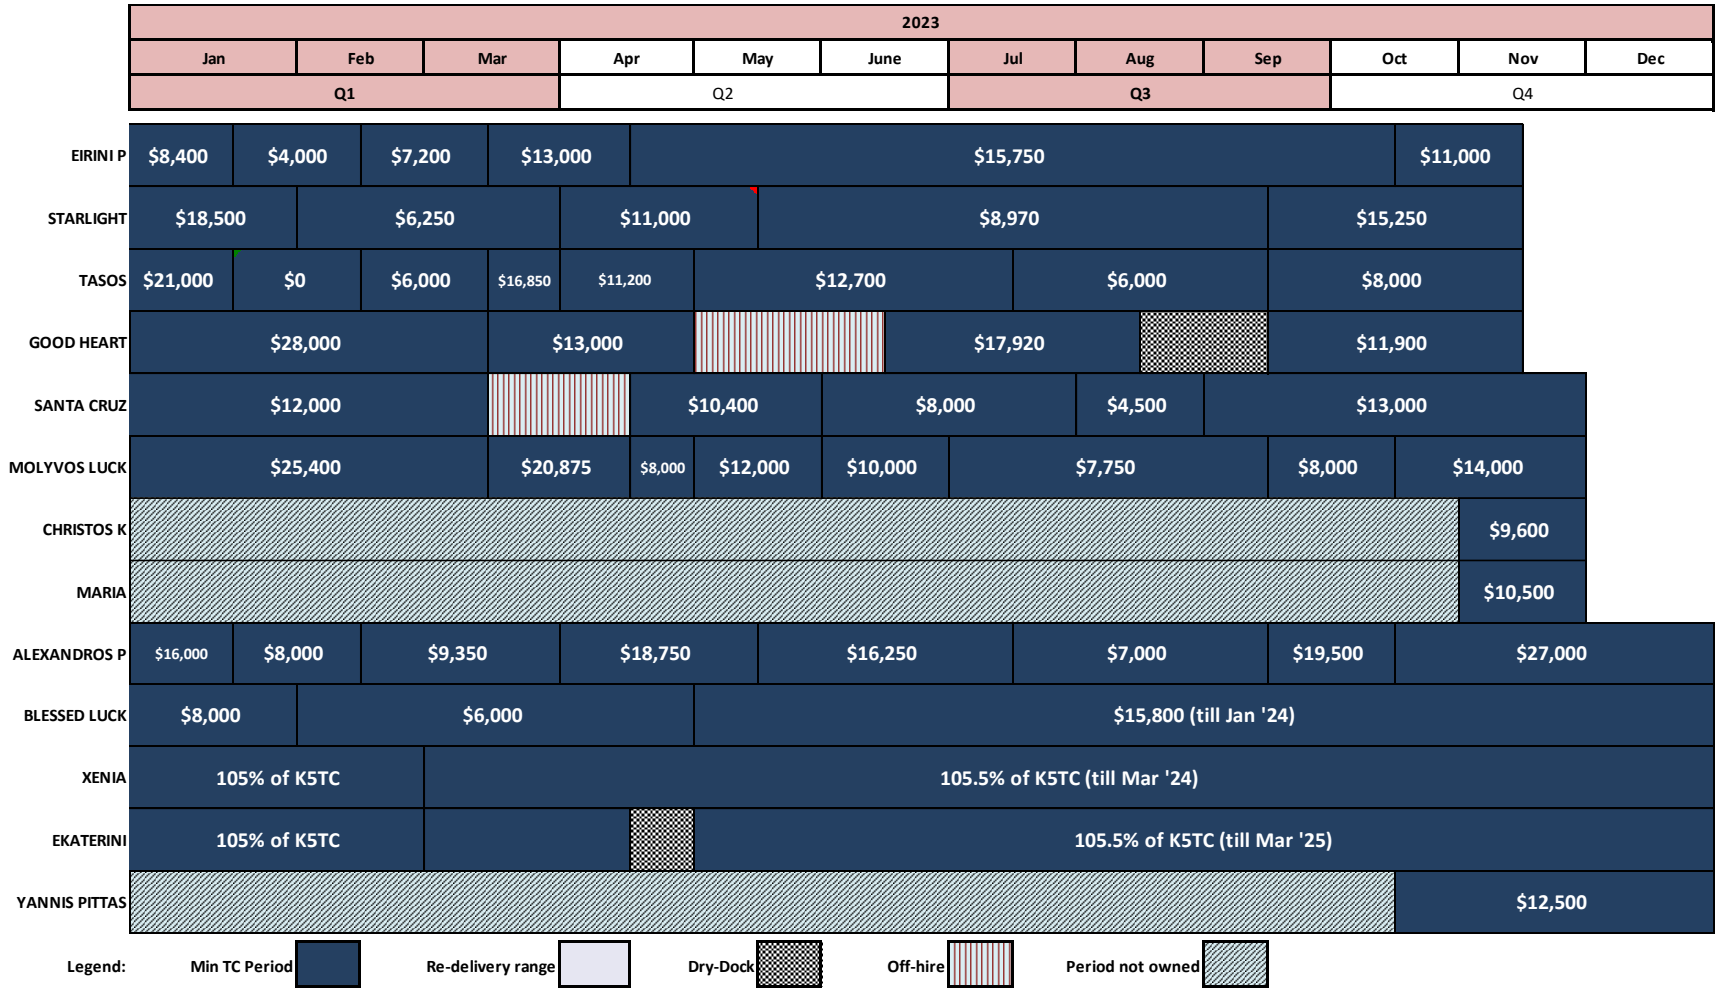 2023
Jan Feb Mar Apr May June Jul Aug Sep Oct Nov Dec
Q1 Q2 Q3 Q4
EIRINI P $8,400 $4,000 $7,200 $13,000 $15,750 $11,000
STARLIGHT $18,500 $6,250 $11,000 $8,970 $15,250
TASOS $21,000 $0 $6,000 $16,850 $11,200 $12,700 $6,000 $8,000
GOOD HEART $28,000 $13,000 $17,920 $11,900
SANTA CRUZ $12,000 $10,400 $8,000 $4,500 $13,000
MOLYVOS LUCK $25,400 $20,875 $8,000 $12,000 $10,000 $7,750 $8,000 $14,000
CHRISTOS K $9,600
MARIA $10,500
ALEXANDROS P $16,000 $8,000 $9,350 $18,750 $16,250 $7,000 $19,500 $27,000
BLESSED LUCK $8,000 $6,000 $15,800 (till Jan '24)
XENIA 105% of K5TC 105.5% of K5TC (till Mar '24)
EKATERINI 105% of K5TC 105.5% of K5TC (till Mar '25)
YANNIS PITTAS $12,500
Legend: Min TC Period Re-delivery range Dry-Dock Off-hire Period not owned